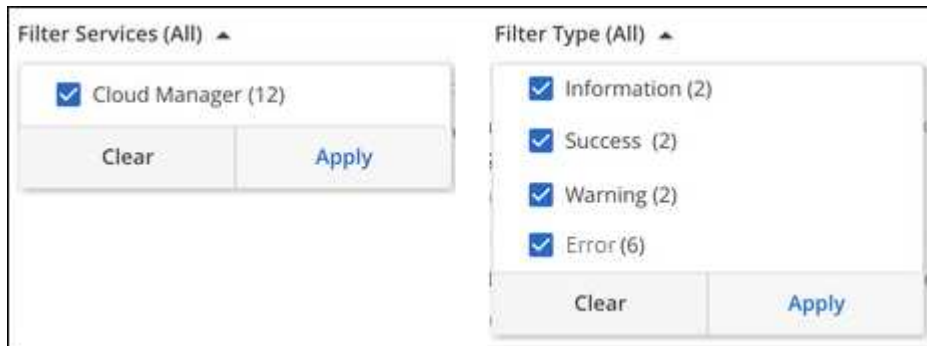 Filter Services (All)
Cloud Manager (12)
Clear
Apply
Filter Type (All)
Information (2)
Success (2)
Warning (2)
Error (6)
Clear
Apply